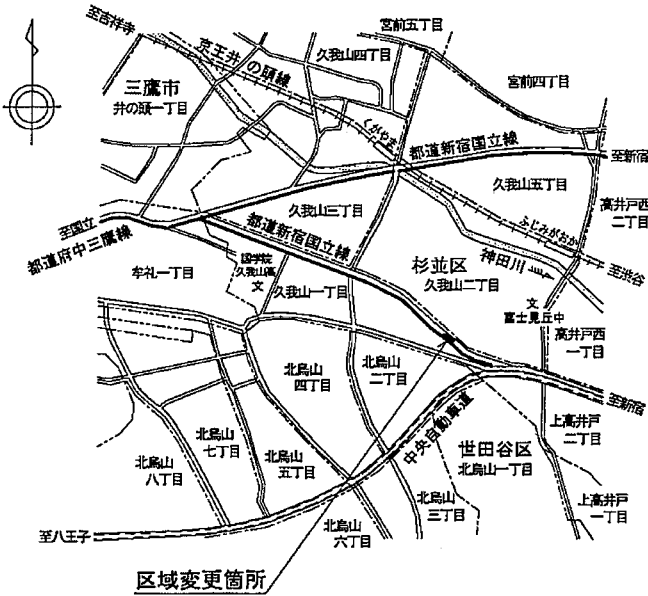 至吉祥寺
宮前五丁目
京王井の頭線
久我山四丁目
宮前四丁目
三鷹市
井の頭一丁目
くがやま
都道新宿国立線
至新宿
久我山五丁目
高井戸西
二丁目
久我山三丁目
至国立
都道府中三鷹線
都道新宿国立線
ふじみがおか
至渋谷
国学院
久我山高
文
杉並区
久我山二丁目
神田川
牟礼一丁目
久我山一丁目
文
富士見丘中
高井戸西
一丁目
北烏山
四丁目
北烏山
二丁目
至新宿
中央自動車道
上高井戸
二丁目
北烏山
七丁目
北烏山
八丁目
北烏山
五丁目
世田谷区
北烏山一丁目
北烏山
三丁目
上高井戸
一丁目
至八王子
北烏山
六丁目
区域変更箇所